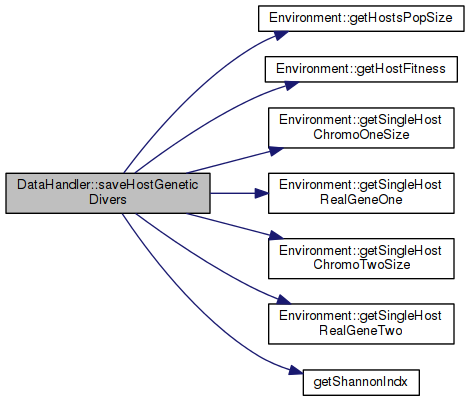 Environment::getHostsPopSize
Environment::getHostFitness
Environment::getSingleHost
ChromoOneSize
DataHandler::saveHostGenetic
Divers
Environment::getSingleHost
RealGeneOne
Environment::getSingleHost
ChromoTwoSize
Environment::getSingleHost
RealGeneTwo
getShannonIndx